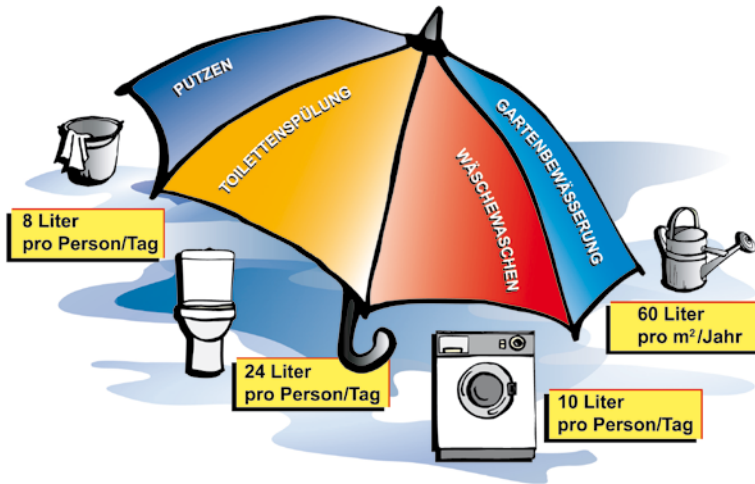 PUTZEN
TOILETTENSPÜLUNG
WÄSCHEWASCHEN
GARTENBEWÄSSERUNG
8 Liter
pro Person/Tag
24 Liter
pro Person/Tag
10 Liter
pro Person/Tag
60 Liter
pro m²/Jahr